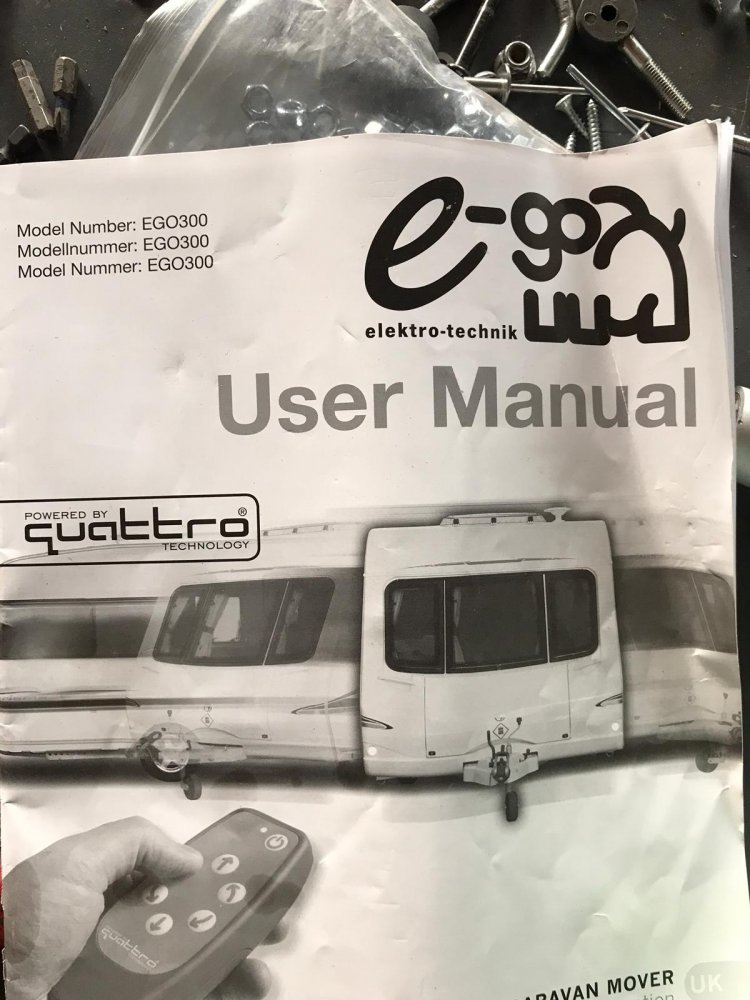 Model Number: EGO300
Modellnummer: EGO300
Model Nummer: EGO300
e-go
elektro-technik
User Manual
POWERED BY
quattro®
TECHNOLOGY
quattro
MOVER
UK